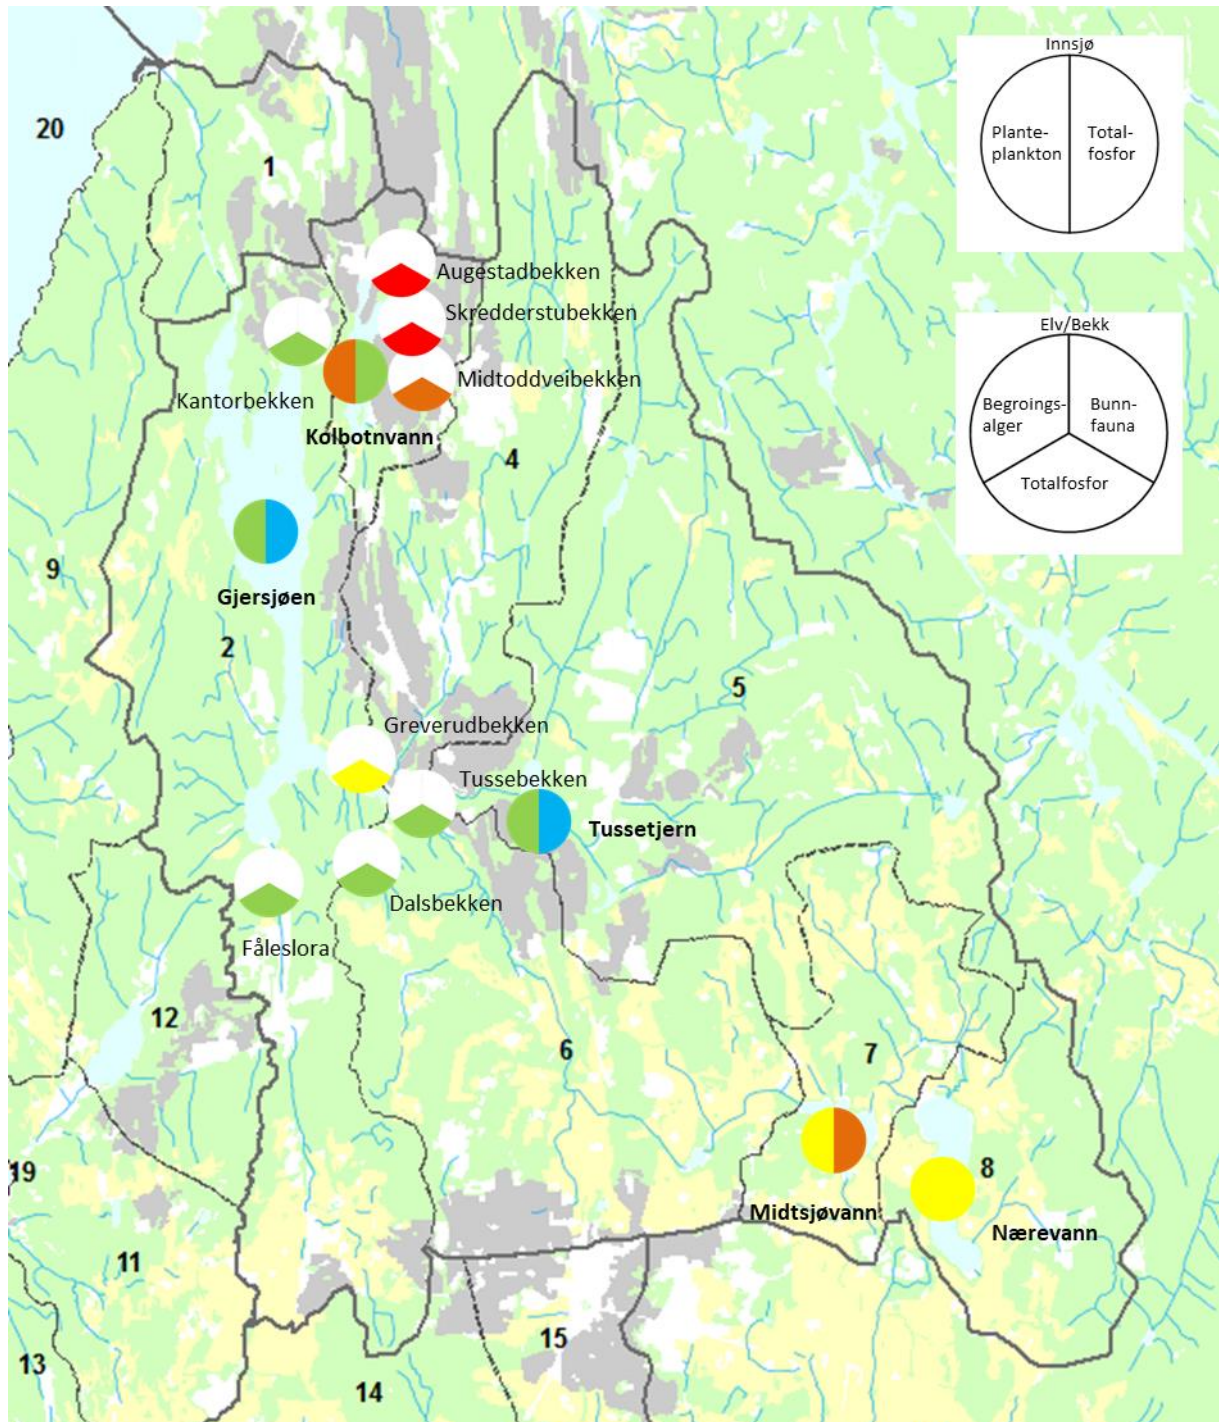 Innsjø
Plante-
plankton
Total-
fosfor
20
1
Augestadbekken
Skredderstubekken
Elv/Bekk
Begroings-
alger
Bunn-
fauna
Totalfosfor
Midtoddveibekken
Kantorbekken
Kolbotnvann
4
9
Gjersjøen
2
5
Greverudbekken
Tussebekken
Tussetjern
Dalsbekken
Fåleslora
12
6
7
19
8
Midtsjøvann
Nærevann
11
15
13
14